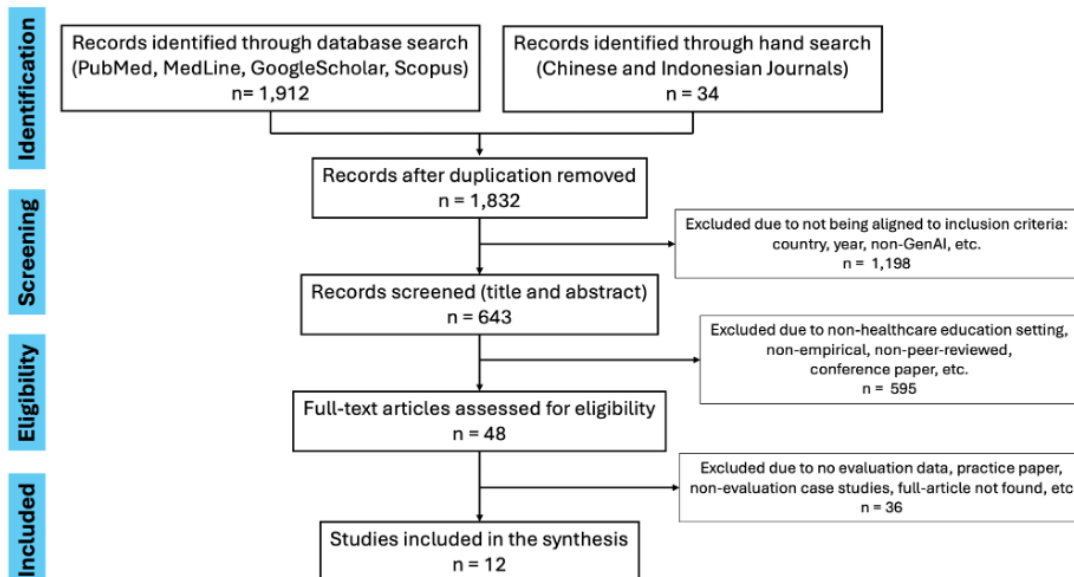 Identification
Records identified through database search
(PubMed, MedLine, GoogleScholar, Scopus)
n= 1,912
Records identified through hand search
(Chinese and Indonesian Journals)
n = 34
Records after duplication removed
n = 1,832
Screening
Excluded due to not being aligned to inclusion criteria:
country, year, non-GenAI, etc.
n = 1,198
Records screened (title and abstract)
n = 643
Eligibility
Excluded due to non-healthcare education setting,
non-empirical, non-peer-reviewed,
conference paper, etc.
n = 595
Full-text articles assessed for eligibility
n = 48
Included
Excluded due to no evaluation data, practice paper,
non-evaluation case studies, full-article not found, etc
n = 36
Studies included in the synthesis
n = 12